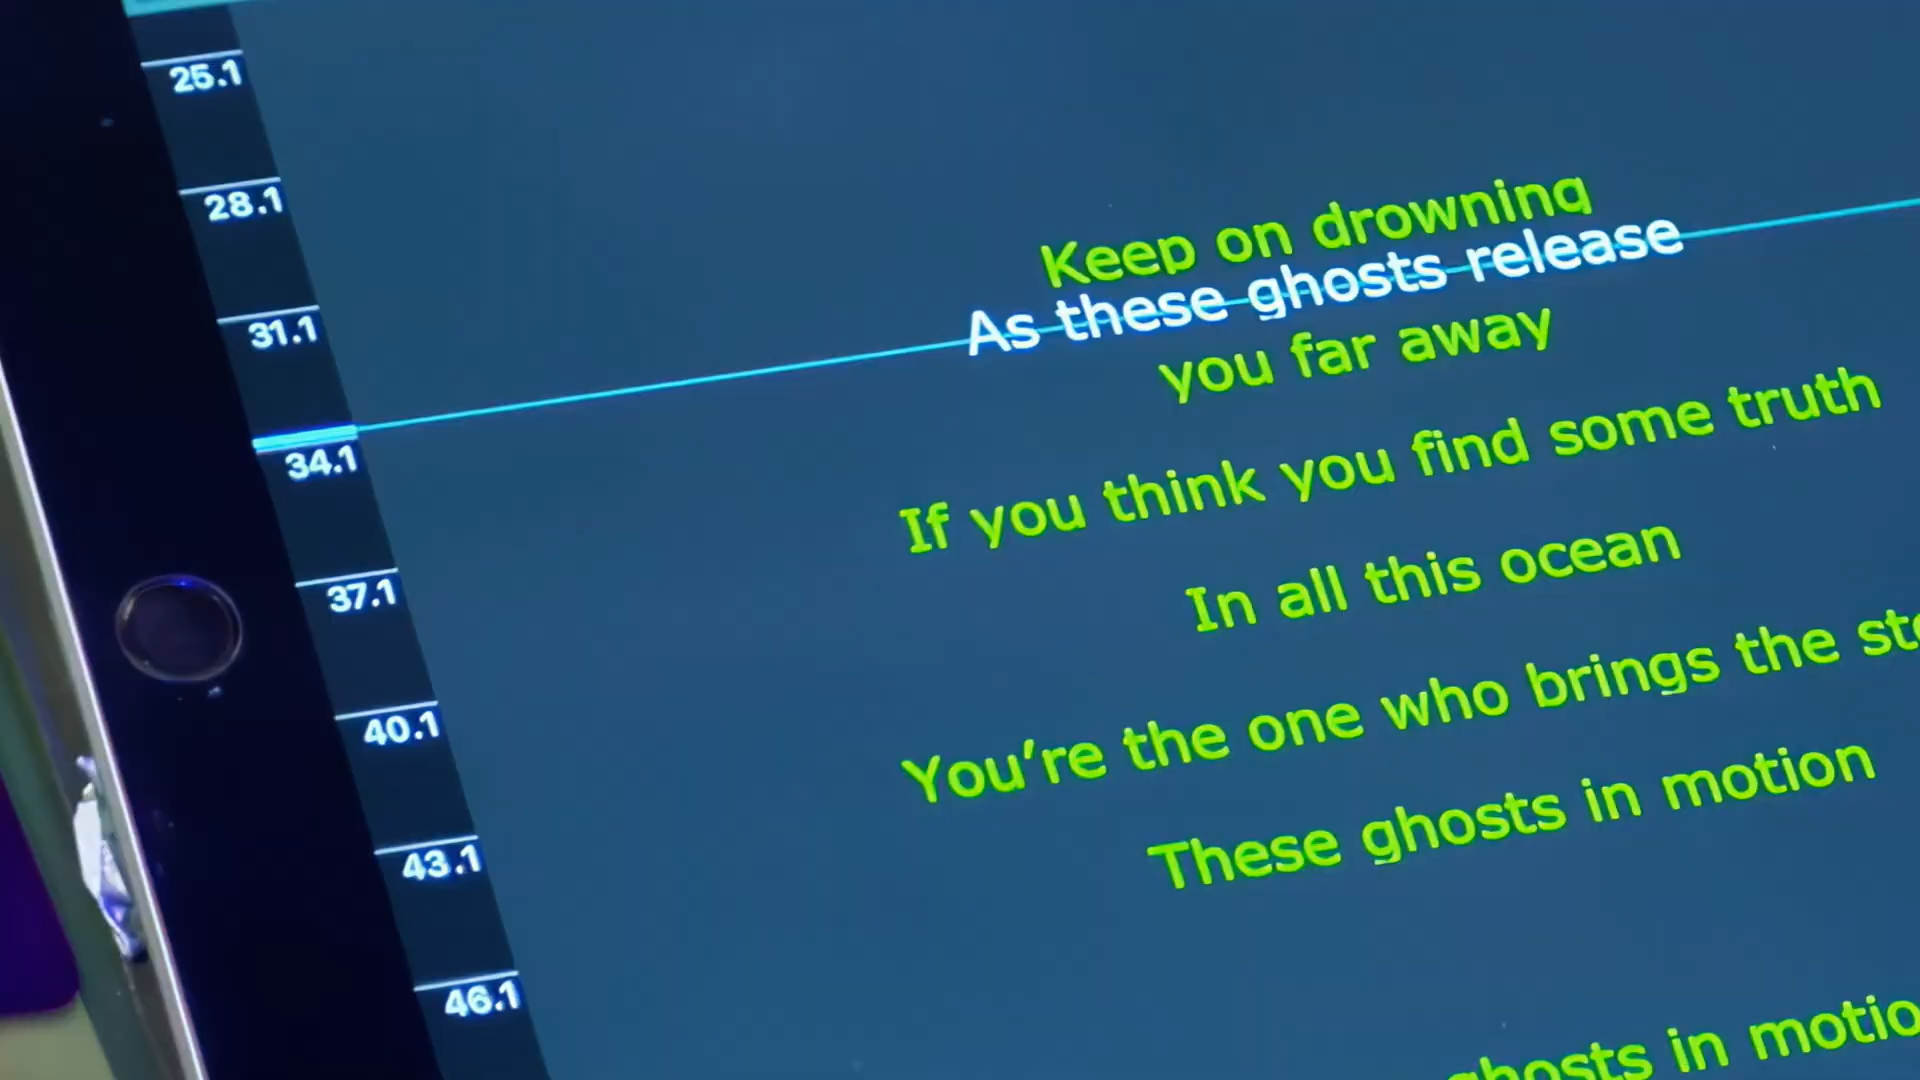 25.1
28.1
31.1
34.1
37.1
40.1
43.1
46.1
Keep on drowning
As these ghosts release
you far away
If you think you find some truth
In all this ocean
You’re the one who brings the
These ghosts in motion
ghosts in